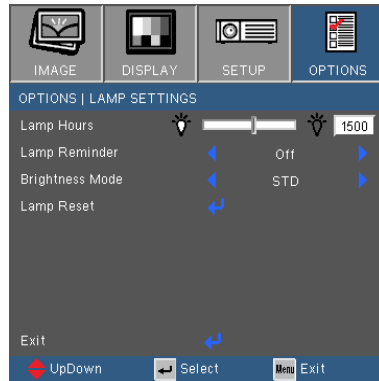 IMAGE DISPLAY SETUP OPTIONS
OPTIONS | LAMP SETTINGS
Lamp Hours 1500
Lamp Reminder Off
Brightness Mode STD
Lamp Reset
Exit
UpDown Select Menu Exit